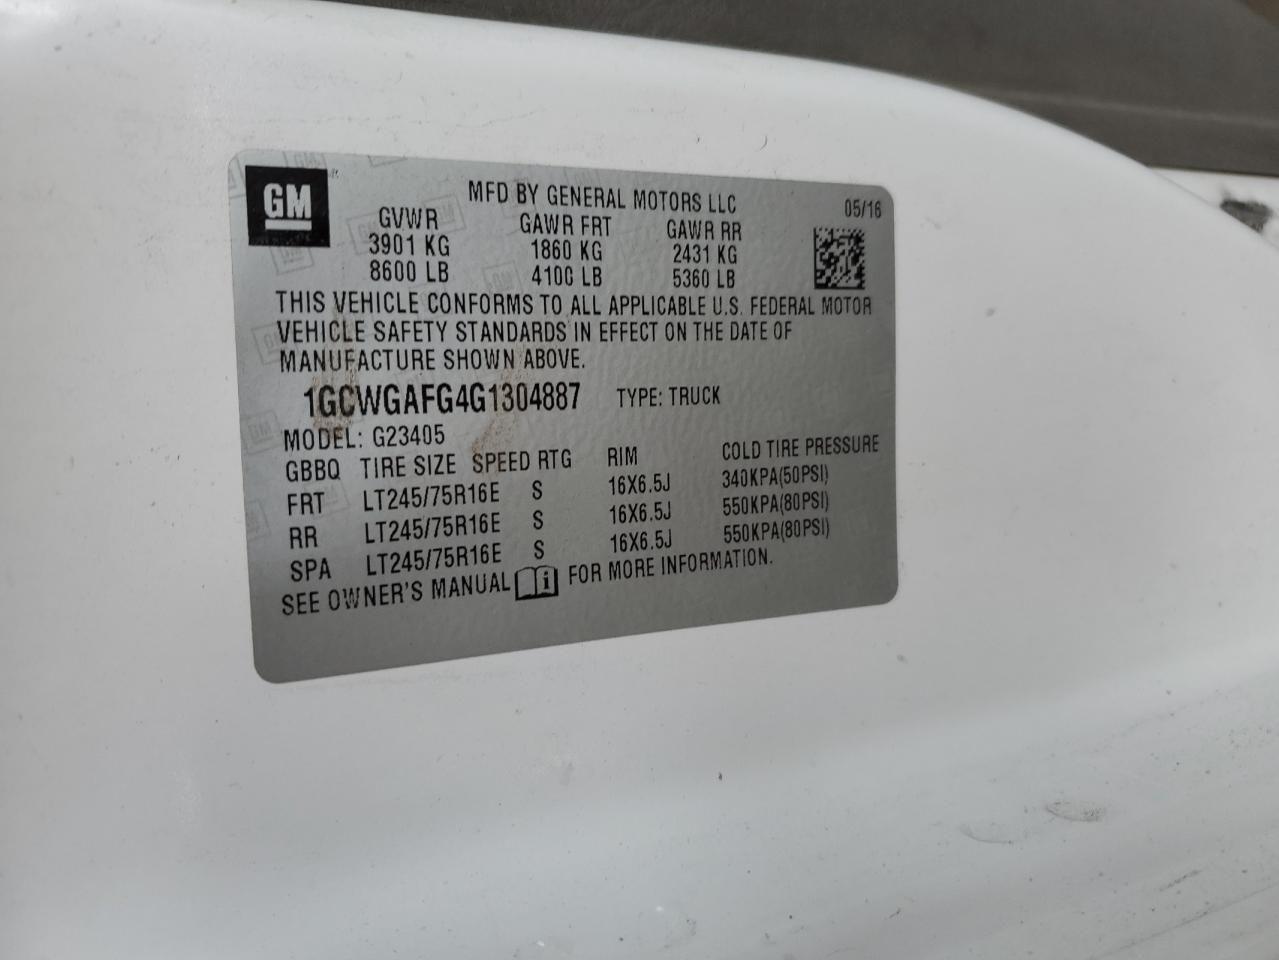 GM
MFD BY GENERAL MOTORS LLC
05/16
GVWR GAWR FRT GAWR RR
3901 KG 1860 KG 2431 KG
8600 LB 4100 LB 5360 LB
THIS VEHICLE CONFORMS TO ALL APPLICABLE U.S. FEDERAL MOTOR
VEHICLE SAFETY STANDARDS IN EFFECT ON THE DATE OF
MANUFACTURE SHOWN ABOVE.
1GCWGAFG4G1304887 TYPE: TRUCK
MODEL: G23405
GBBQ TIRE SIZE SPEED RTG RIM COLD TIRE PRESSURE
FRT LT245/75R16E S 16X6.5J 340KPA(50PSI)
RR LT245/75R16E S 16X6.5J 550KPA(80PSI)
SPA LT245/75R16E S 16X6.5J 550KPA(80PSI)
SEE OWNER'S MANUAL i FOR MORE INFORMATION.